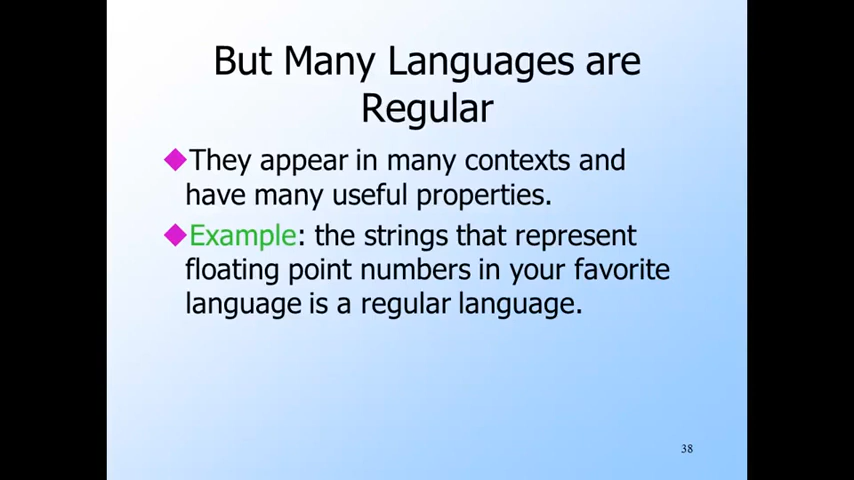 But Many Languages are
Regular
They appear in many contexts and
have many useful properties.
Example: the strings that represent
floating point numbers in your favorite
language is a regular language.
38